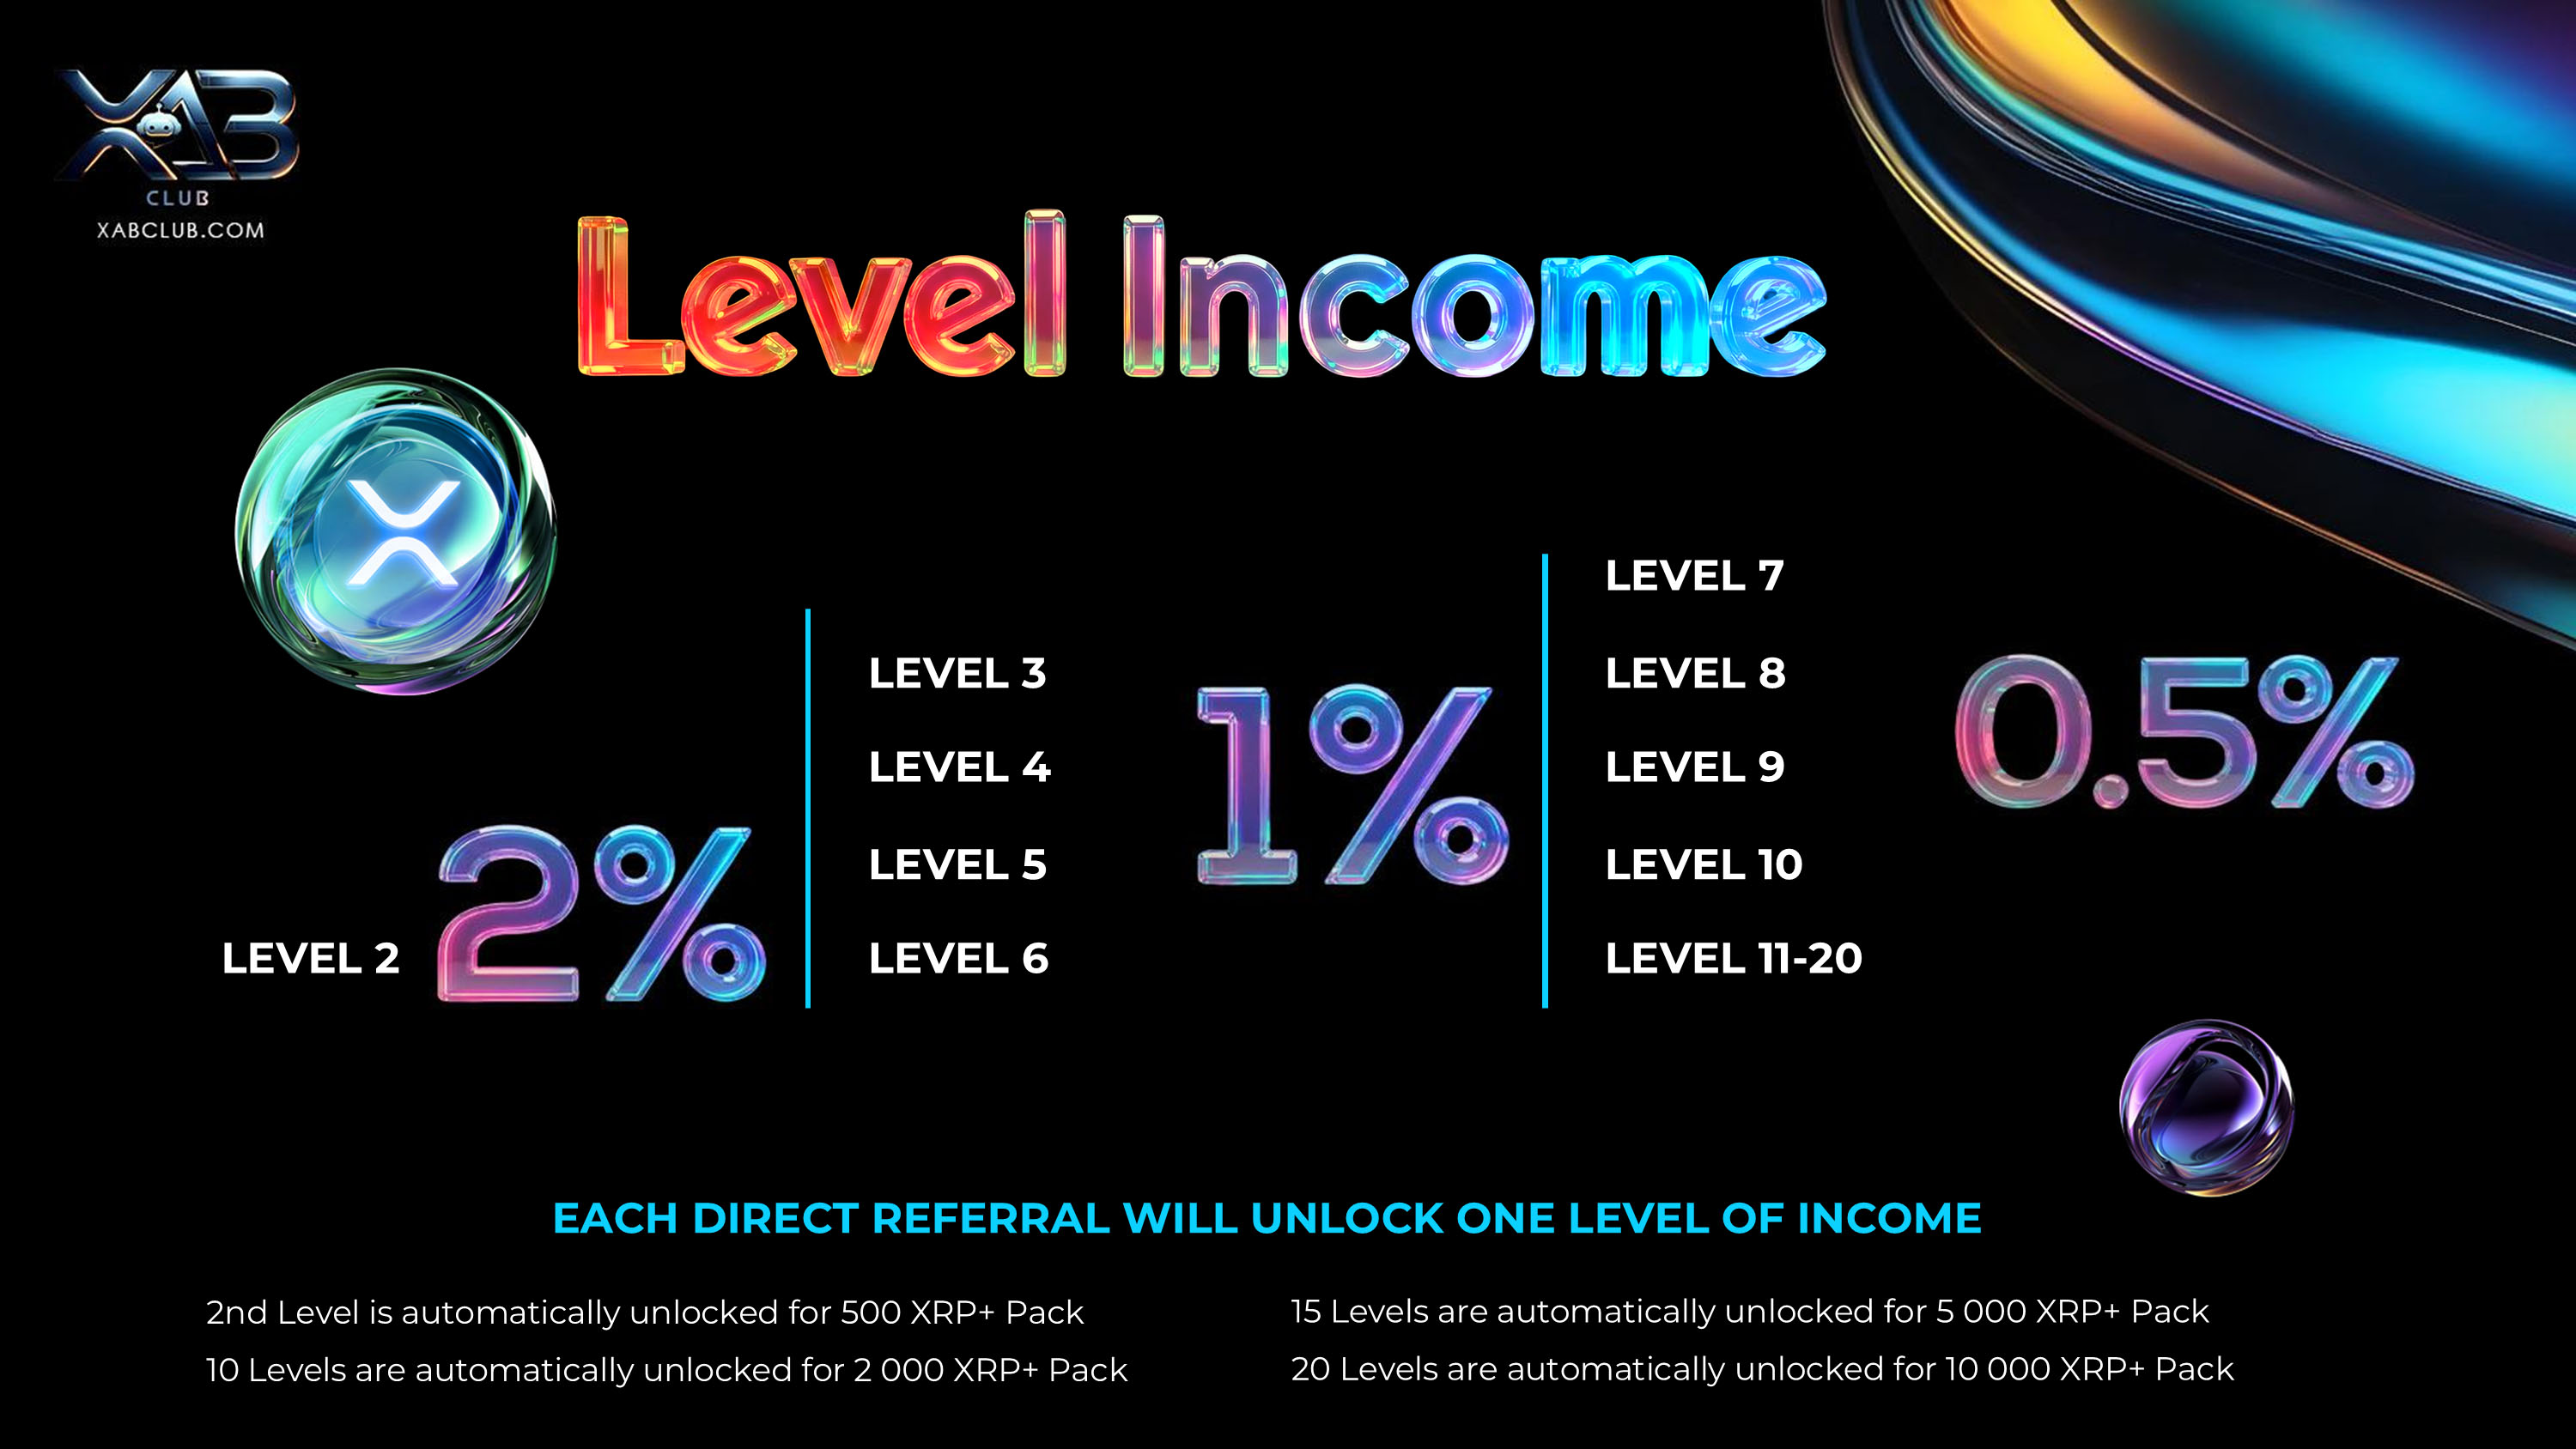 XAB
CLUB
XABCLUB.COM
Level Income
LEVEL 2
2%
LEVEL 3
LEVEL 4
LEVEL 5
LEVEL 6
1%
LEVEL 7
LEVEL 8
LEVEL 9
LEVEL 10
LEVEL 11-20
0.5%
EACH DIRECT REFERRAL WILL UNLOCK ONE LEVEL OF INCOME
2nd Level is automatically unlocked for 500 XRP+ Pack
10 Levels are automatically unlocked for 2 000 XRP+ Pack
15 Levels are automatically unlocked for 5 000 XRP+ Pack
20 Levels are automatically unlocked for 10 000 XRP+ Pack